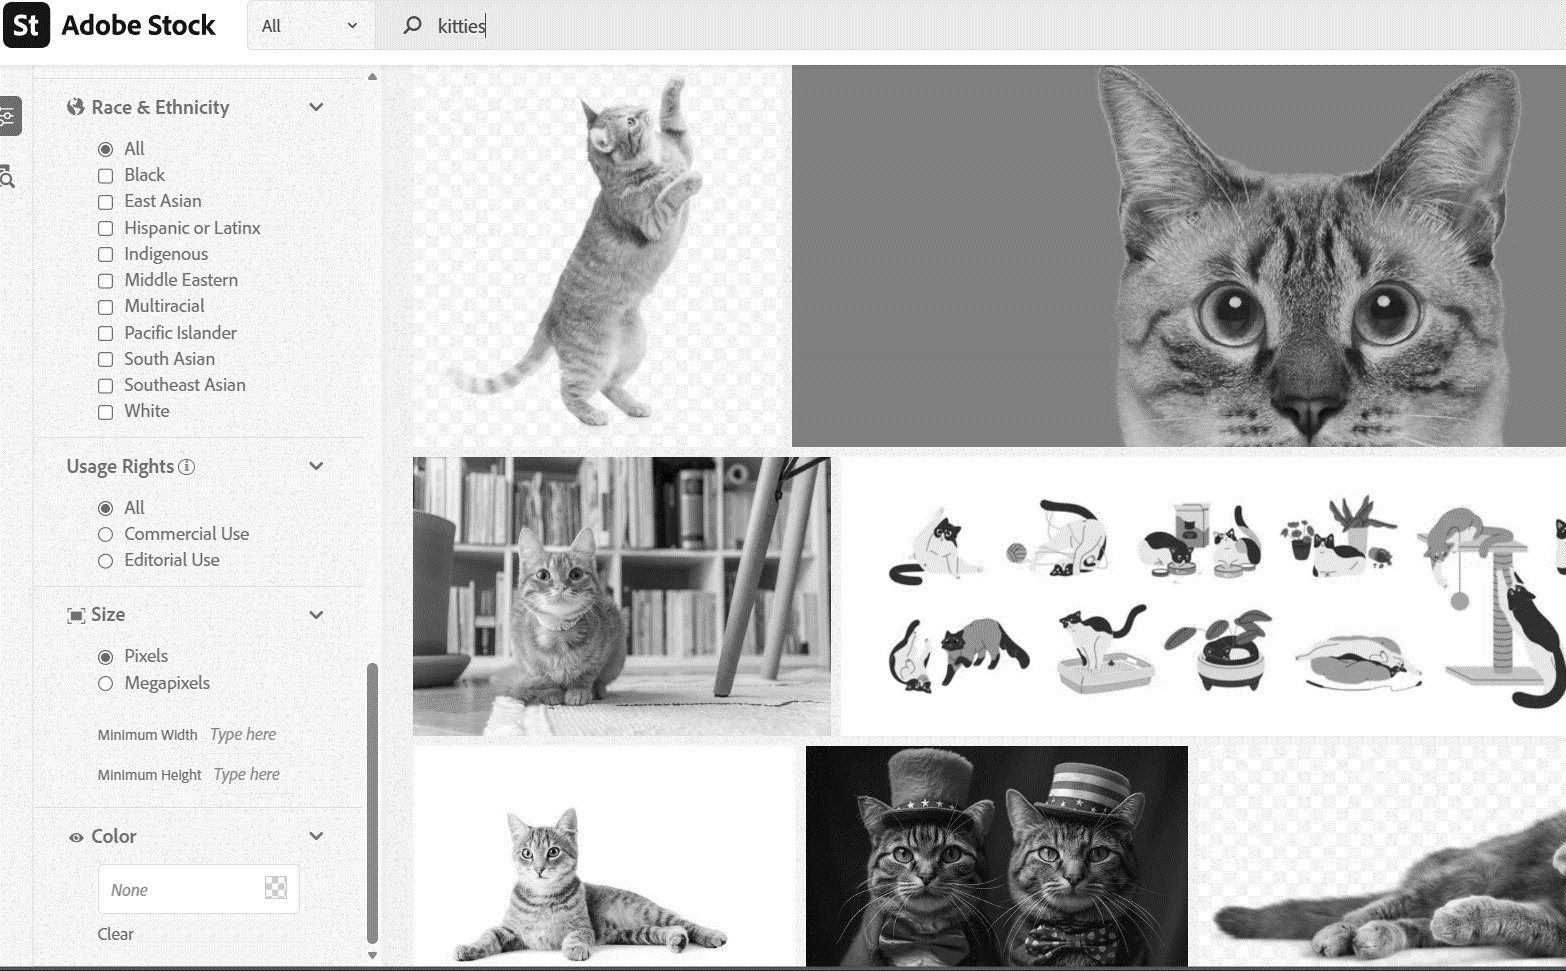 St Adobe Stock
All
kitties
Race & Ethnicity
All
Black
East Asian
Hispanic or Latinx
Indigenous
Middle Eastern
Multiracial
Pacific Islander
South Asian
Southeast Asian
White
Usage Rights
All
Commercial Use
Editorial Use
Size
Pixels
Megapixels
Minimum Width Type here
Minimum Height Type here
Color
None
Clear